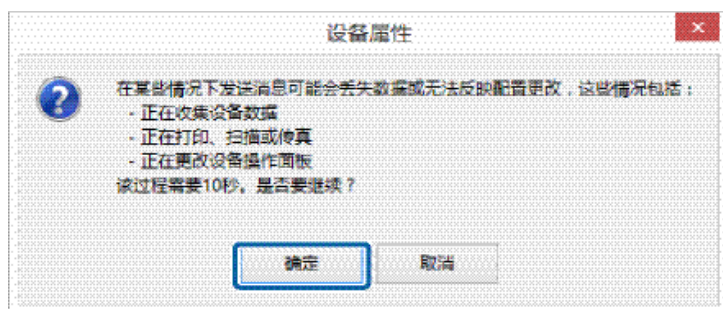 设备属性
在某些情况下发送消息可能会丢失数据或无法反映配置更改，这些情况包括：
- 正在收集设备数据
- 正在打印、扫描或传真
- 正在更改设备操作面板
该过程需要10秒。是否要继续？
确定
取消